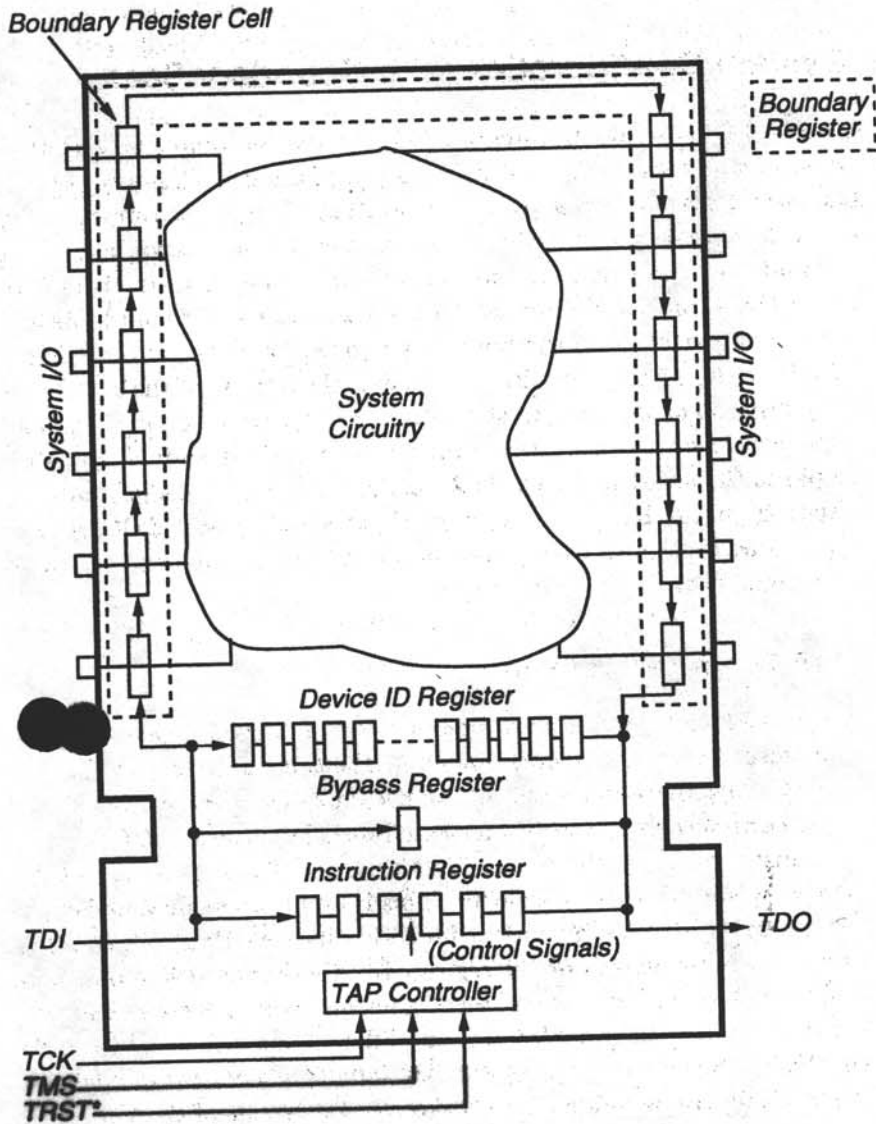 Boundary Register Cell
Boundary
Register
System I/O
System
Circuitry
System I/O
Device ID Register
Bypass Register
Instruction Register
TDI
TDO
(Control Signals)
TAP Controller
TCK
TMS
TRST*